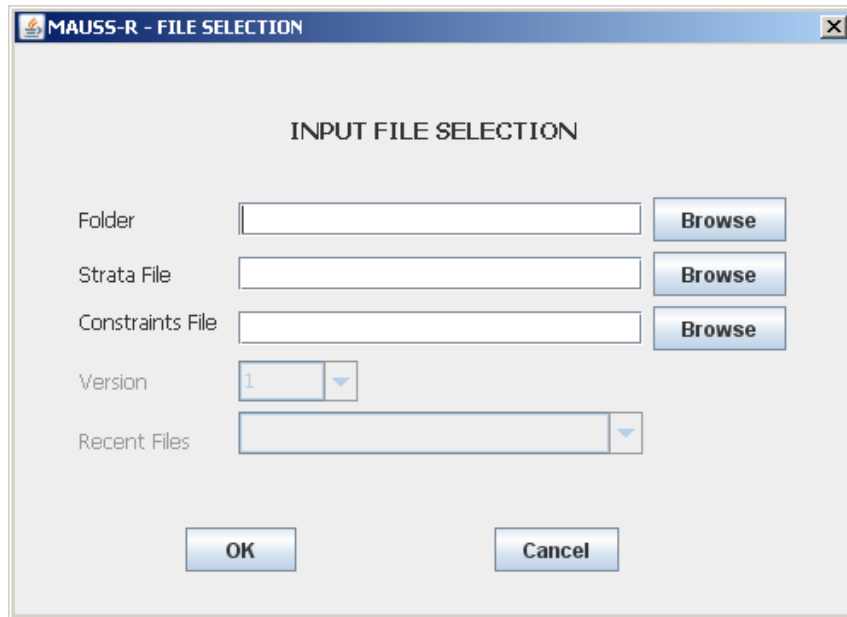 MAUSS-R - FILE SELECTION
INPUT FILE SELECTION
Folder Browse
Strata File Browse
Constraints File Browse
Version 1
Recent Files
OK Cancel